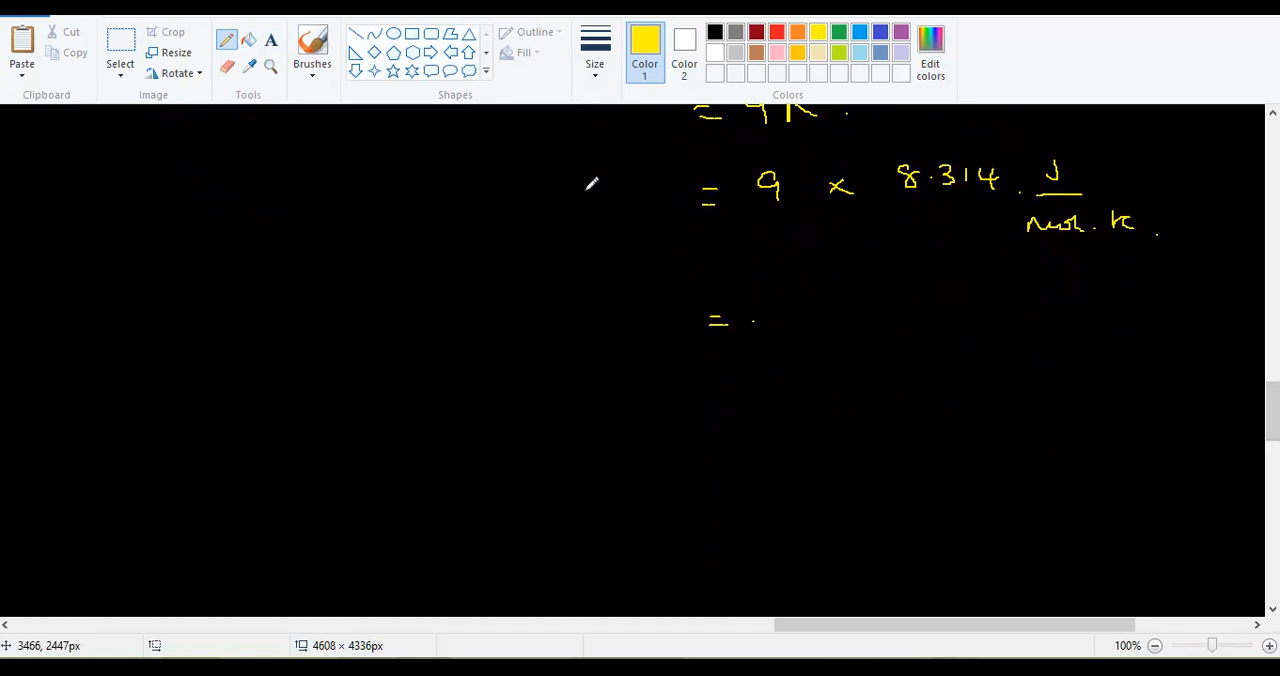 Paste
Cut
Copy
Clipboard
Select
Crop
Resize
Rotate
Image
A
Tools
Brushes
Outline
Fill
Shapes
Size
Color 1
Color 2
Edit colors
Colors
= 9R.
= 9 × 8.314 . J
mol. K .
= .
3466, 2447px
4608 × 4336px
100%